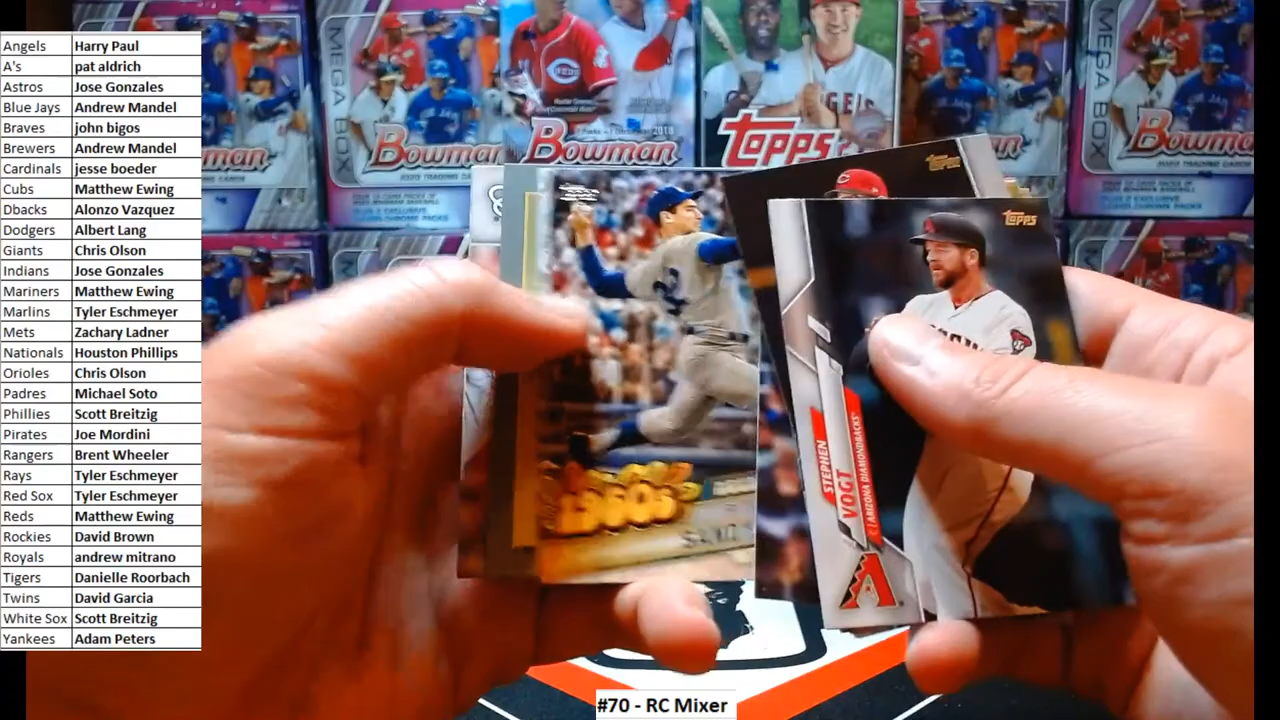 Angels Harry Paul
A's pat aldrich
Astros Jose Gonzales
Blue Jays Andrew Mandel
Braves john bigos
Brewers Andrew Mandel
Cardinals jesse boeder
Cubs Matthew Ewing
Dbacks Alonzo Vazquez
Dodgers Albert Lang
Giants Chris Olson
Indians Jose Gonzales
Mariners Matthew Ewing
Marlins Tyler Eschmeyer
Mets Zachary Ladner
Nationals Houston Phillips
Orioles Chris Olson
Padres Michael Soto
Phillies Scott Breitzig
Pirates Joe Mordini
Rangers Brent Wheeler
Rays Tyler Eschmeyer
Red Sox Tyler Eschmeyer
Reds Matthew Ewing
Rockies David Brown
Royals andrew mitrano
Tigers Danielle Roorbach
Twins David Garcia
White Sox Scott Breitzig
Yankees Adam Peters
MEGA BOX
Bowman
REDS
Bowman
2018
TOPPS
MEGA BOX
Bowman
topps
topps
STEPHEN
VOGT
C | ARIZONA DIAMONDBACKS
1960s
32
#70 - RC Mixer